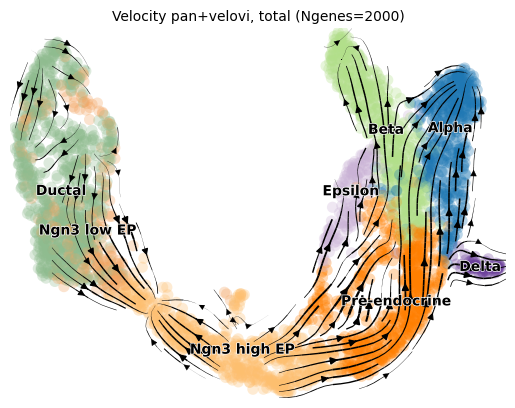 Velocity pan+velovi, total (Ngenes=2000)
Beta
Alpha
Ductal
Epsilon
Ngn3 low EP
Delta
Pre-endocrine
Ngn3 high EP